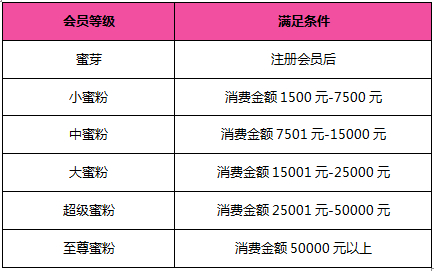 会员等级 满足条件
蜜芽 注册会员后
小蜜粉 消费金额 1500 元-7500 元
中蜜粉 消费金额 7501 元-15000 元
大蜜粉 消费金额 15001 元-25000 元
超级蜜粉 消费金额 25001 元-50000 元
至尊蜜粉 消费金额 50000 元以上